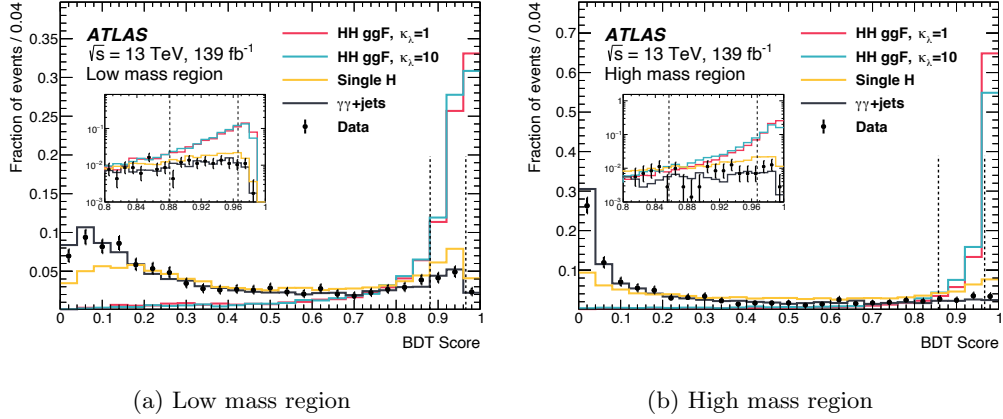 Fraction of events / 0.04
0.35
0.3
0.25
0.2
0.15
0.1
0.05
ATLAS
√s = 13 TeV, 139 fb⁻¹
Low mass region
HH ggF, κλ=1
HH ggF, κλ=10
Single H
γγ+jets
Data
10⁻¹
10⁻²
10⁻³
0.8 0.84 0.88 0.92 0.96 1
0 0.1 0.2 0.3 0.4 0.5 0.6 0.7 0.8 0.9 1
BDT Score
(a) Low mass region
Fraction of events / 0.04
0.8
0.7
0.6
0.5
0.4
0.3
0.2
0.1
ATLAS
√s = 13 TeV, 139 fb⁻¹
High mass region
HH ggF, κλ=1
HH ggF, κλ=10
Single H
γγ+jets
Data
1
10⁻¹
10⁻²
10⁻³
0.8 0.84 0.88 0.92 0.96 1
0 0.1 0.2 0.3 0.4 0.5 0.6 0.7 0.8 0.9 1
BDT Score
(b) High mass region